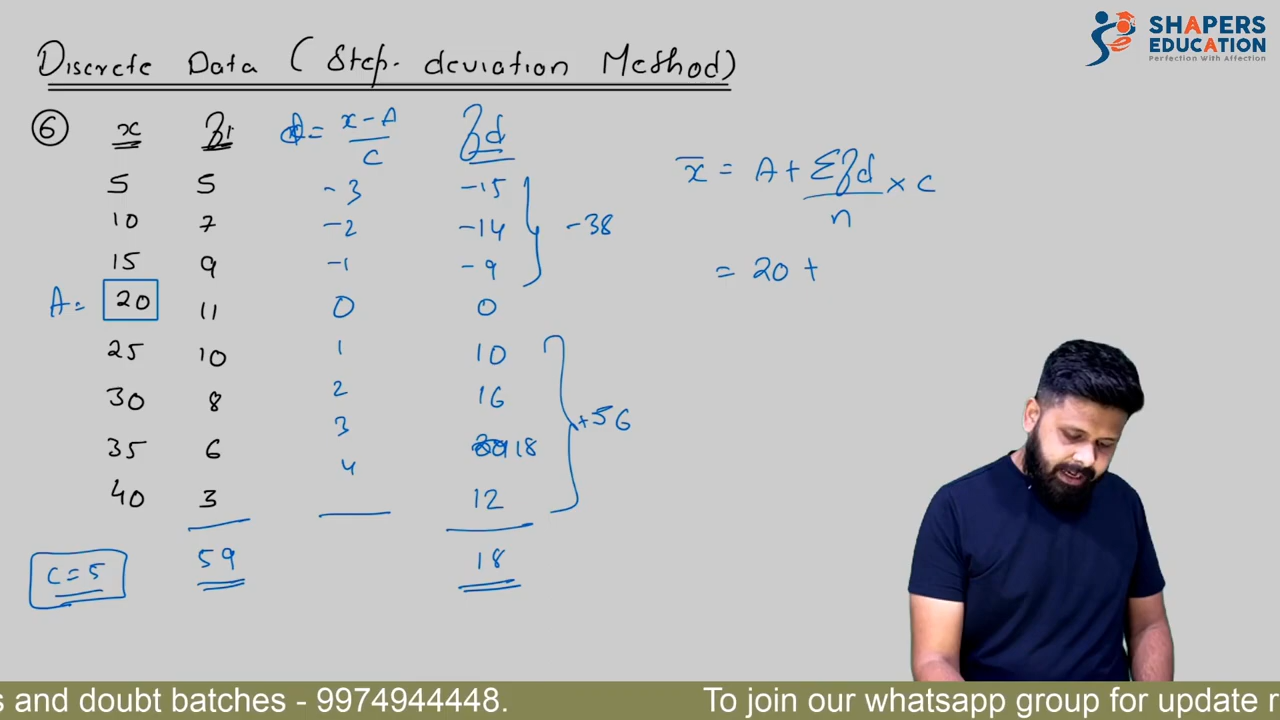 SHAPERS
EDUCATION
Perfection With Affection
Discrete Data (Step-deviation Method)
6 x f d = x-A / C fd
5 5 -3 -15
10 7 -2 -14 -38
15 9 -1 -9
A = 20 11 0 0
25 10 1 10
30 8 2 16
35 6 3 18 +56
40 3 4 12
C = 5 59 18
x̄ = A + Σfd / n × C
= 20 +
s and doubt batches - 9974944448.
To join our whatsapp group for update r